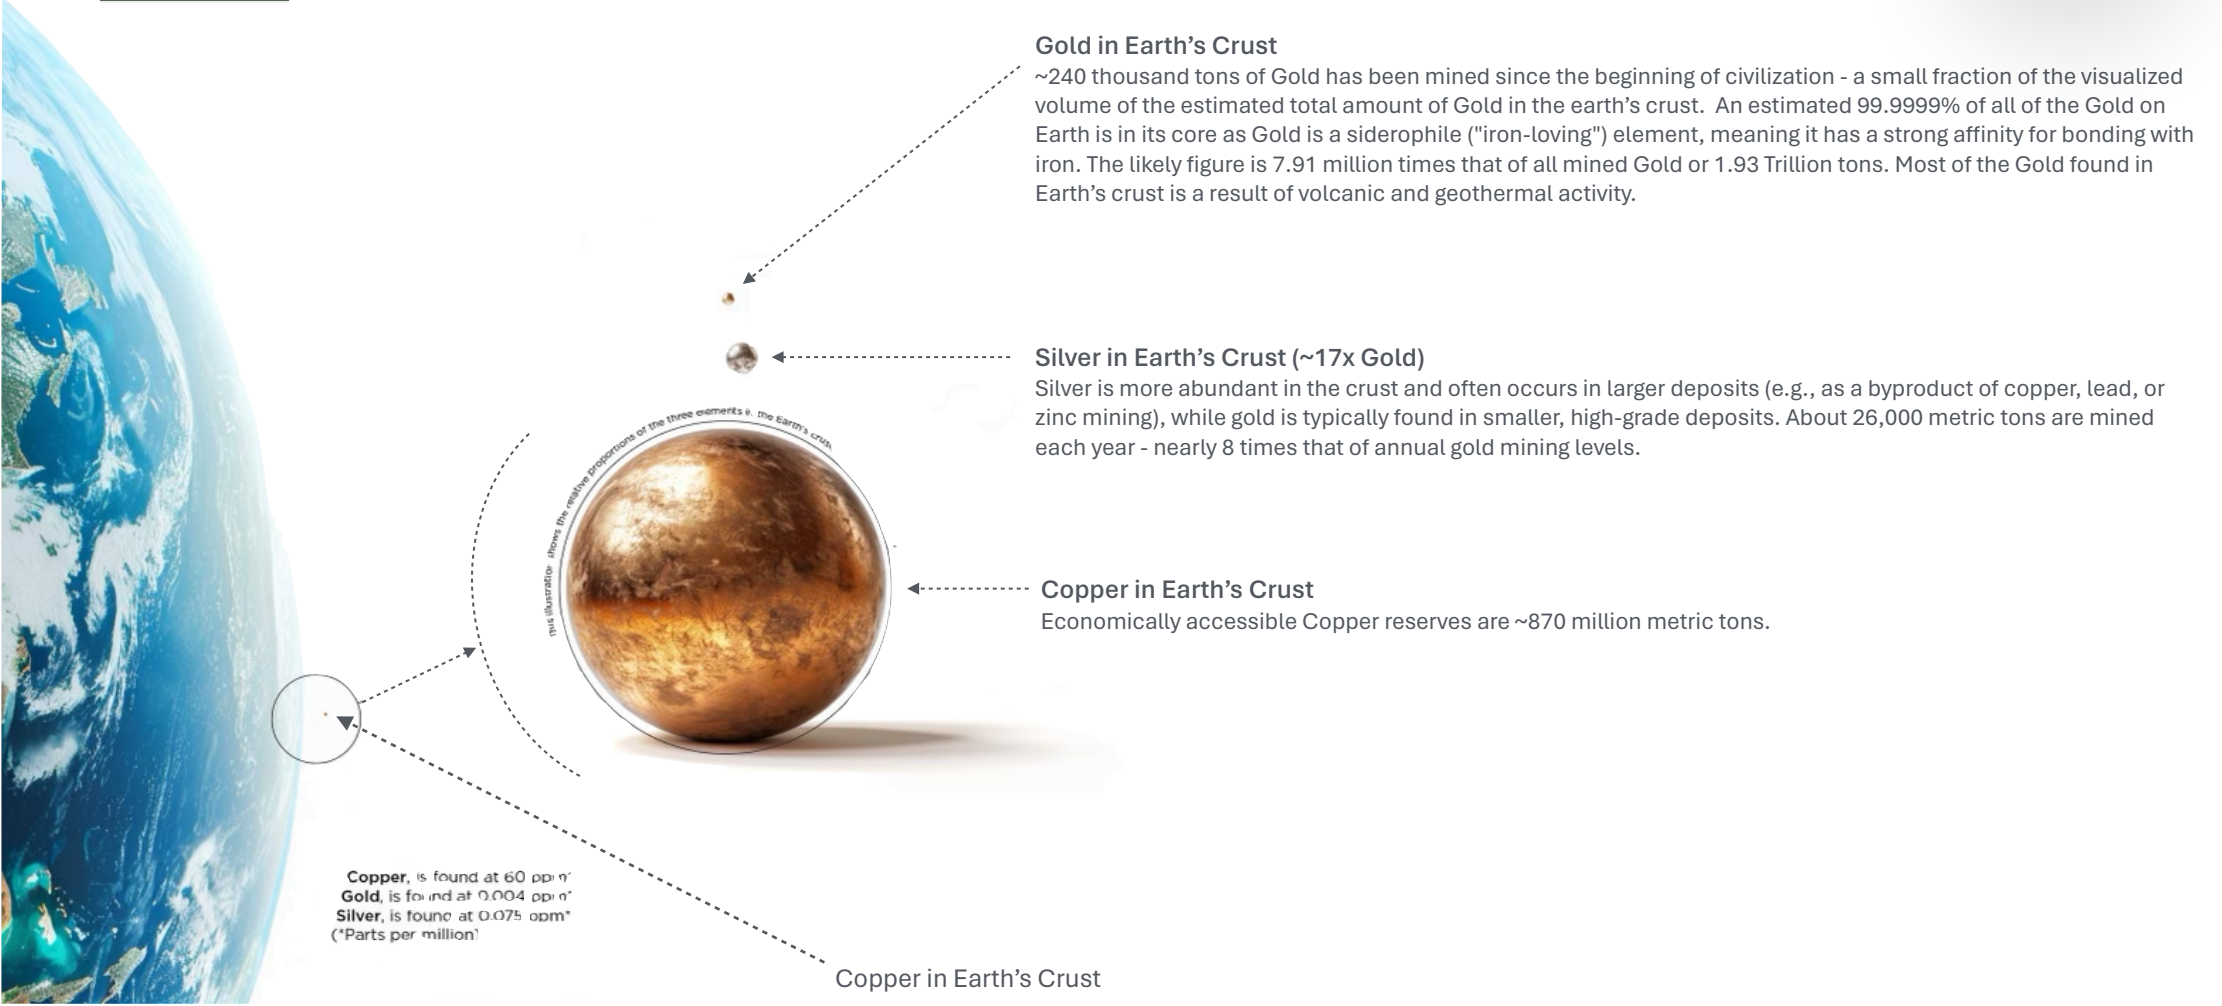 Gold in Earth’s Crust
~240 thousand tons of Gold has been mined since the beginning of civilization - a small fraction of the visualized
volume of the estimated total amount of Gold in the earth’s crust.  An estimated 99.9999% of all of the Gold on
Earth is in its core as Gold is a siderophile ("iron-loving") element, meaning it has a strong affinity for bonding with
iron. The likely figure is 7.91 million times that of all mined Gold or 1.93 Trillion tons. Most of the Gold found in
Earth’s crust is a result of volcanic and geothermal activity.
Silver in Earth’s Crust (~17x Gold)
Silver is more abundant in the crust and often occurs in larger deposits (e.g., as a byproduct of copper, lead, or
zinc mining), while gold is typically found in smaller, high-grade deposits. About 26,000 metric tons are mined
each year - nearly 8 times that of annual gold mining levels.
This illustration shows the relative proportions of the three elements in the Earth's crust
Copper in Earth’s Crust
Economically accessible Copper reserves are ~870 million metric tons.
Copper, is found at 60 ppm*
Gold, is found at 0.004 ppm*
Silver, is found at 0.075 ppm*
(*Parts per million)
Copper in Earth’s Crust